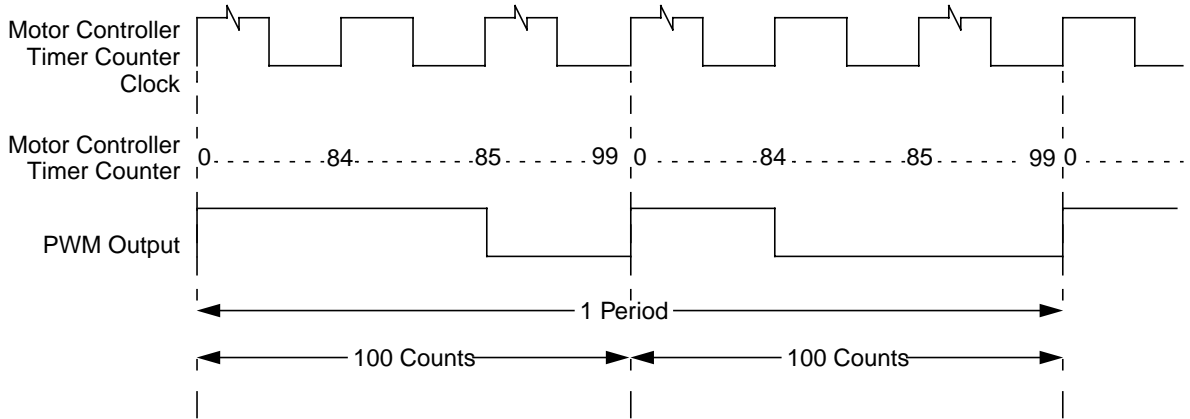 Motor Controller
Timer Counter
Clock
Motor Controller
Timer Counter
0 84 85 99 0 84 85 99 0
PWM Output
1 Period
100 Counts 100 Counts